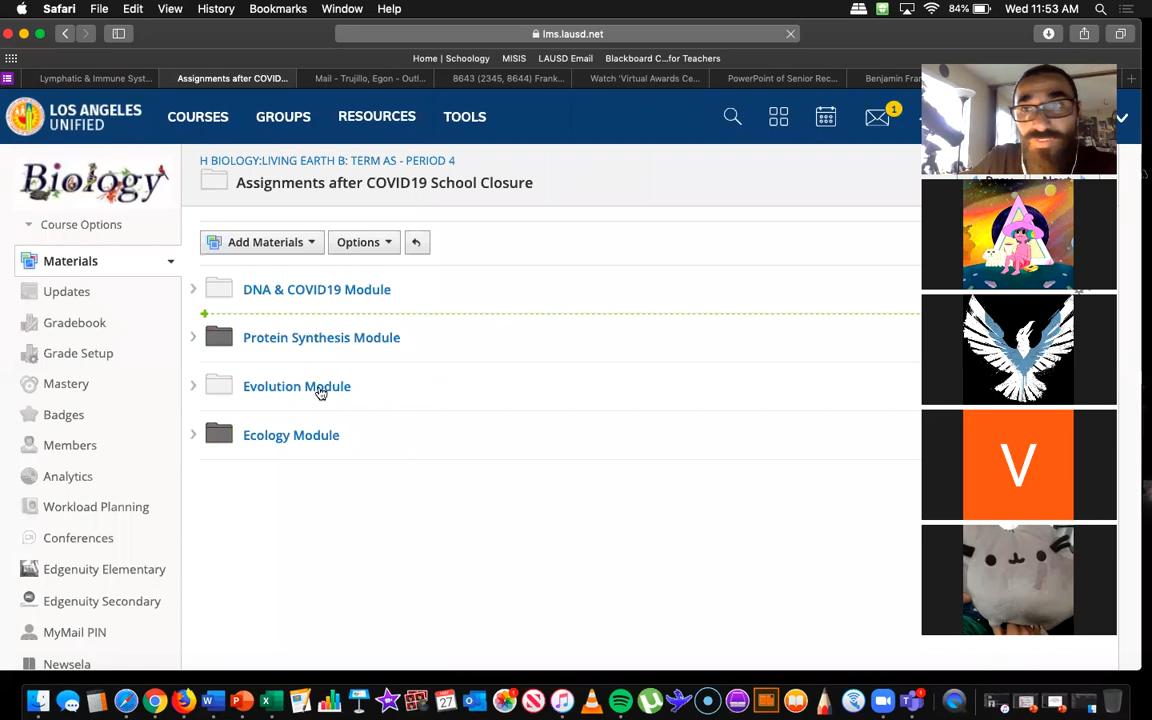 Safari File Edit View History Bookmarks Window Help
84% Wed 11:53 AM
lms.lausd.net
Home | Schoology MISIS LAUSD Email Blackboard C...for Teachers
Lymphatic & Immune Syst...
Assignments after COVID...
Mail - Trujillo, Egon - Outl...
8643 (2345, 8644) Frank...
Watch 'Virtual Awards Ce...
PowerPoint of Senior Rec...
Benjamin Fran
LOS ANGELES
UNIFIED
COURSES GROUPS RESOURCES TOOLS
1
Biology
Course Options
Materials
Updates
Gradebook
Grade Setup
Mastery
Badges
Members
Analytics
Workload Planning
Conferences
Edgenuity Elementary
Edgenuity Secondary
MyMail PIN
Newsela
H BIOLOGY:LIVING EARTH B: TERM AS - PERIOD 4
Assignments after COVID19 School Closure
Add Materials Options
DNA & COVID19 Module
Protein Synthesis Module
Evolution Module
Ecology Module
V
27